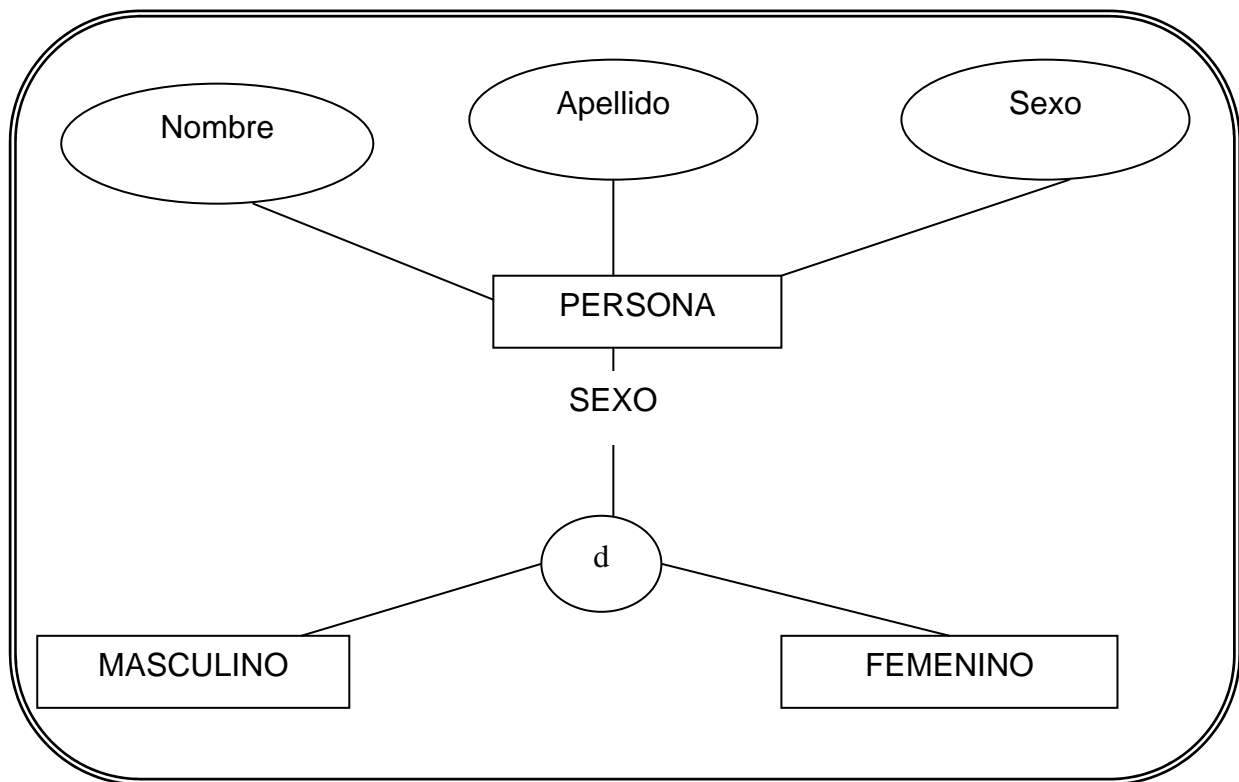 Nombre
Apellido
Sexo
PERSONA
SEXO
d
MASCULINO
FEMENINO